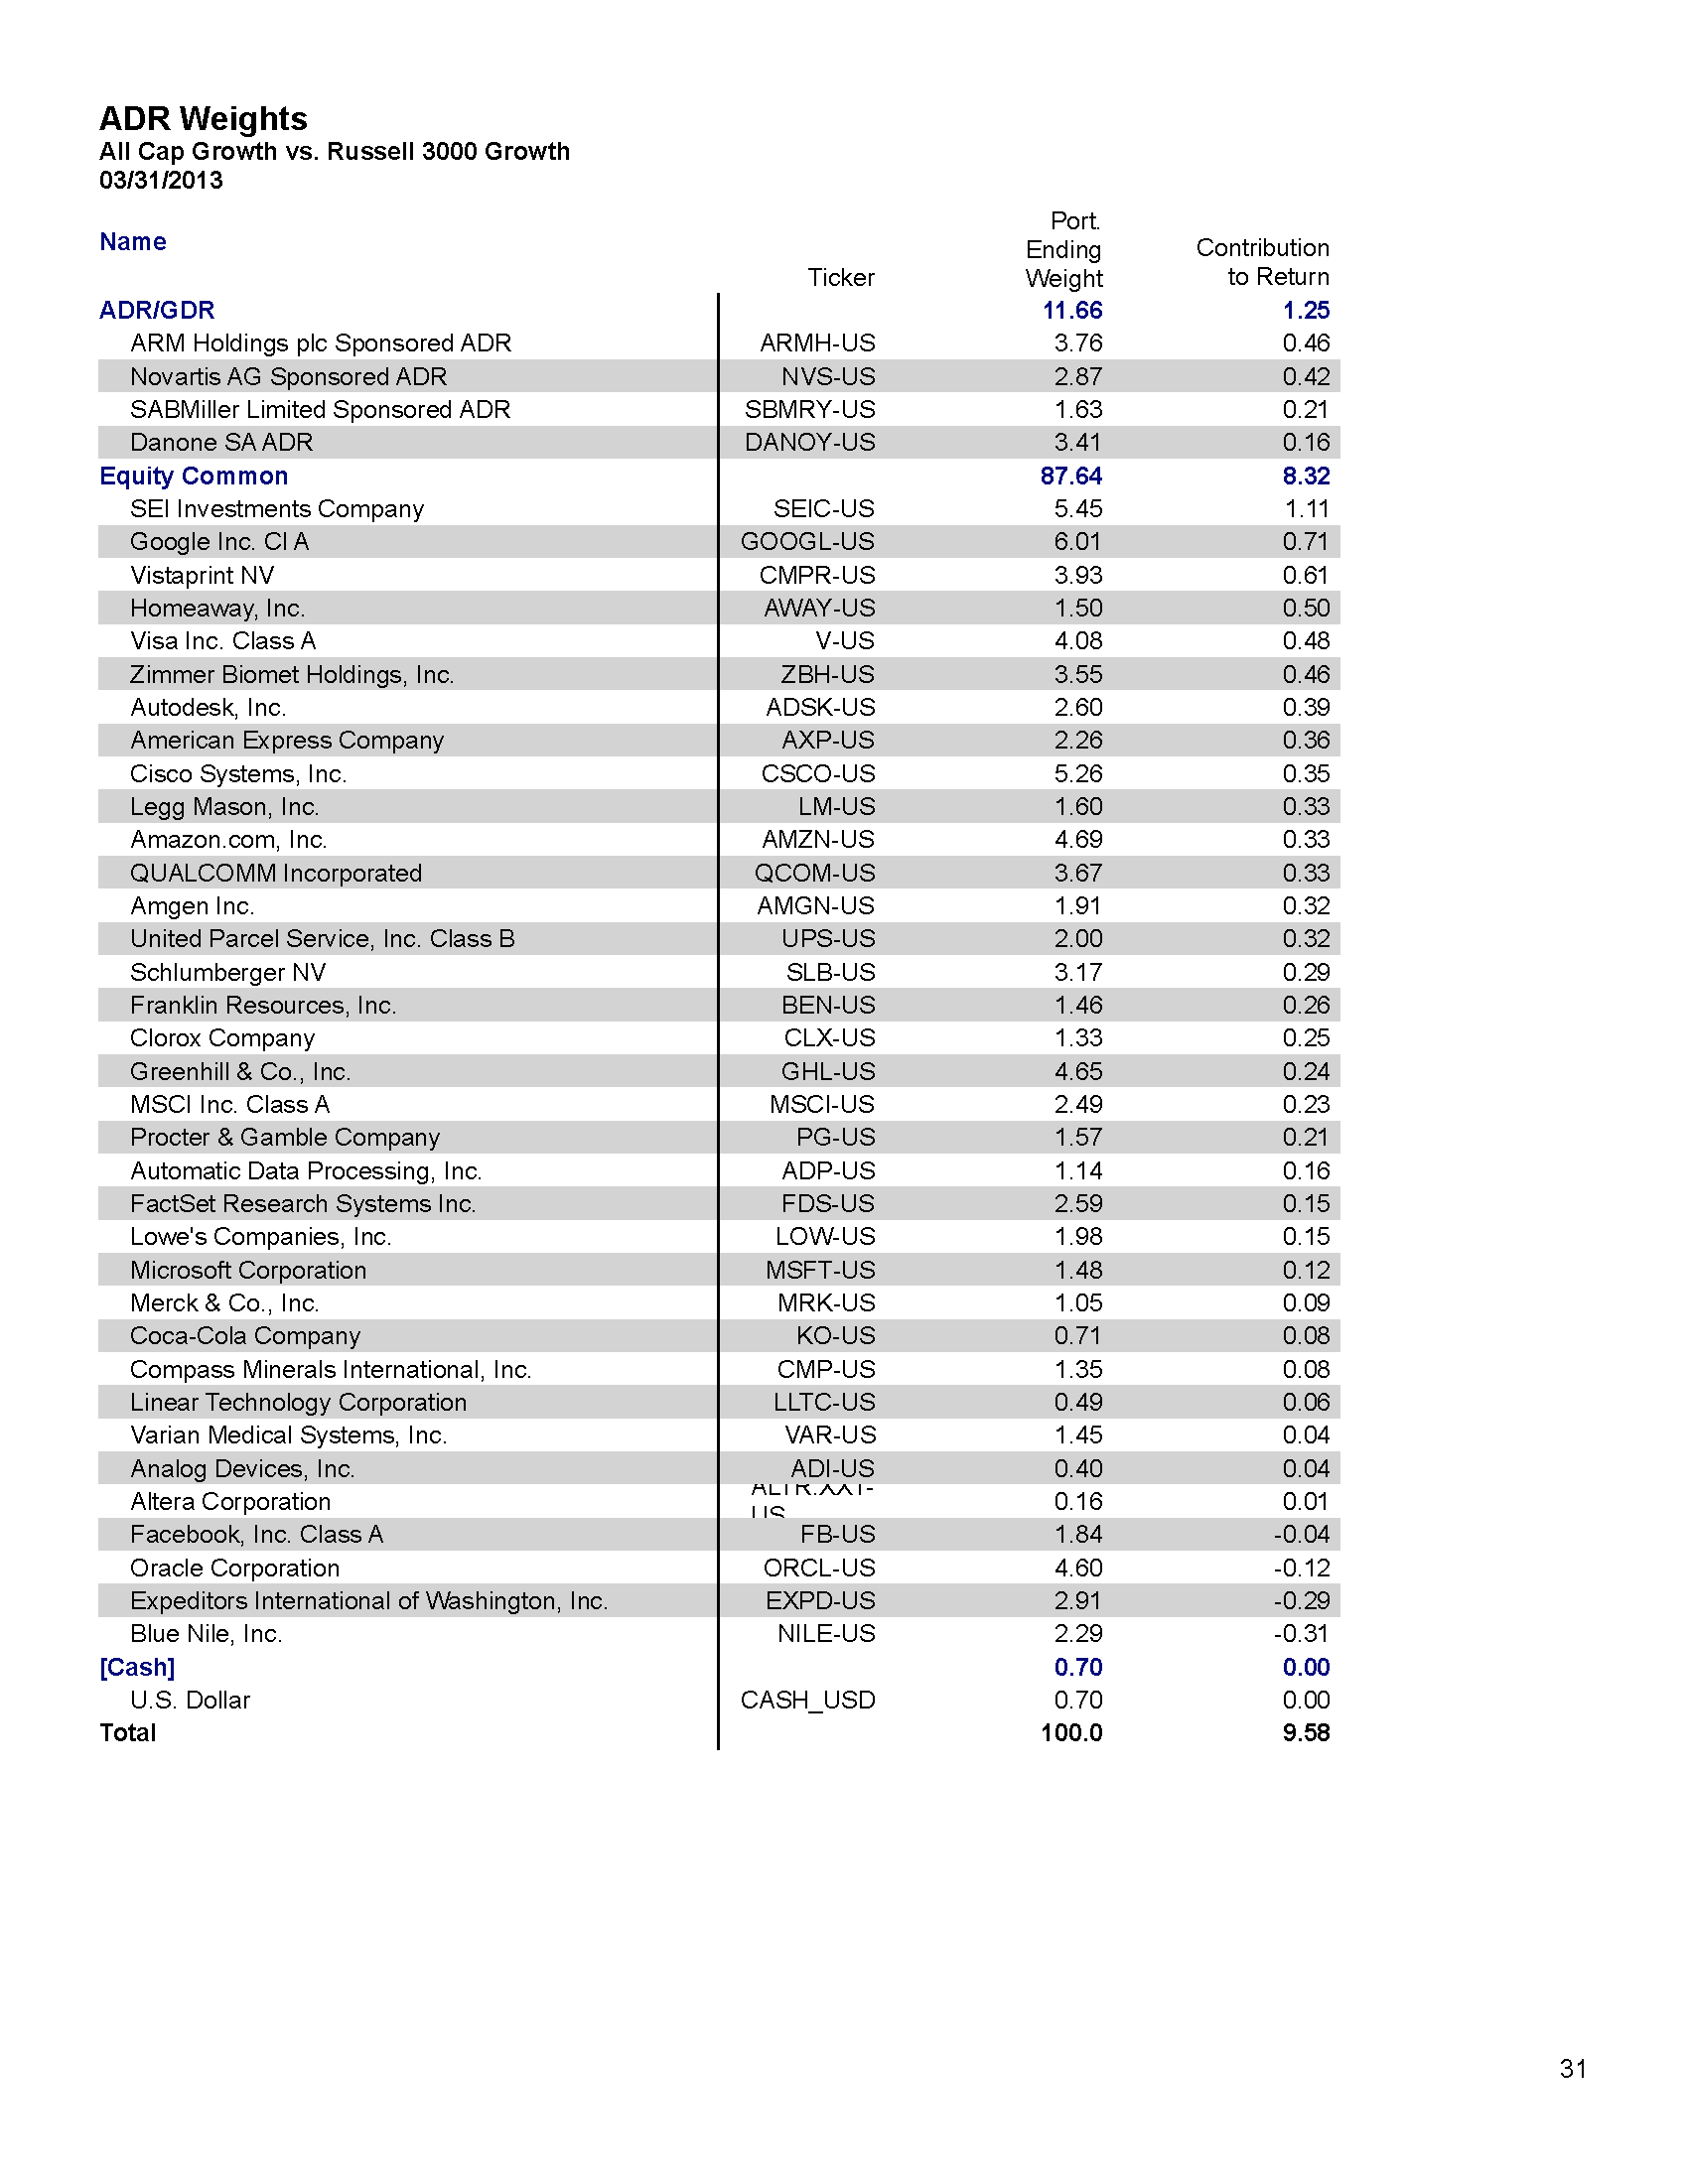 ADR Weights
All Cap Growth vs. Russell 3000 Growth
03/31/2013
Name Ticker Port. Ending Weight Contribution to Return
ADR/GDR 11.66 1.25
ARM Holdings plc Sponsored ADR ARMH-US 3.76 0.46
Novartis AG Sponsored ADR NVS-US 2.87 0.42
SABMiller Limited Sponsored ADR SBMRY-US 1.63 0.21
Danone SA ADR DANOY-US 3.41 0.16
Equity Common 87.64 8.32
SEI Investments Company SEIC-US 5.45 1.11
Google Inc. Cl A GOOGL-US 6.01 0.71
Vistaprint NV CMPR-US 3.93 0.61
Homeaway, Inc. AWAY-US 1.50 0.50
Visa Inc. Class A V-US 4.08 0.48
Zimmer Biomet Holdings, Inc. ZBH-US 3.55 0.46
Autodesk, Inc. ADSK-US 2.60 0.39
American Express Company AXP-US 2.26 0.36
Cisco Systems, Inc. CSCO-US 5.26 0.35
Legg Mason, Inc. LM-US 1.60 0.33
Amazon.com, Inc. AMZN-US 4.69 0.33
QUALCOMM Incorporated QCOM-US 3.67 0.33
Amgen Inc. AMGN-US 1.91 0.32
United Parcel Service, Inc. Class B UPS-US 2.00 0.32
Schlumberger NV SLB-US 3.17 0.29
Franklin Resources, Inc. BEN-US 1.46 0.26
Clorox Company CLX-US 1.33 0.25
Greenhill & Co., Inc. GHL-US 4.65 0.24
MSCI Inc. Class A MSCI-US 2.49 0.23
Procter & Gamble Company PG-US 1.57 0.21
Automatic Data Processing, Inc. ADP-US 1.14 0.16
FactSet Research Systems Inc. FDS-US 2.59 0.15
Lowe's Companies, Inc. LOW-US 1.98 0.15
Microsoft Corporation MSFT-US 1.48 0.12
Merck & Co., Inc. MRK-US 1.05 0.09
Coca-Cola Company KO-US 0.71 0.08
Compass Minerals International, Inc. CMP-US 1.35 0.08
Linear Technology Corporation LLTC-US 0.49 0.06
Varian Medical Systems, Inc. VAR-US 1.45 0.04
Analog Devices, Inc. ADI-US 0.40 0.04
Altera Corporation 0.16 0.01
Facebook, Inc. Class A FB-US 1.84 -0.04
Oracle Corporation ORCL-US 4.60 -0.12
Expeditors International of Washington, Inc. EXPD-US 2.91 -0.29
Blue Nile, Inc. NILE-US 2.29 -0.31
[Cash] 0.70 0.00
U.S. Dollar CASH_USD 0.70 0.00
Total 100.0 9.58
31